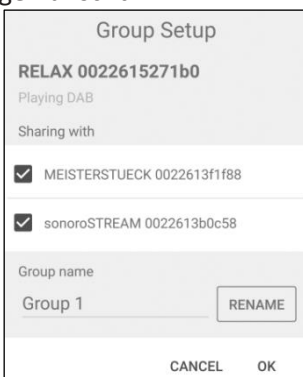 Group Setup
RELAX 0022615271b0
Playing DAB
Sharing with
MEISTERSTUECK 0022613f1f88
sonoroSTREAM 0022613b0c58
Group name
Group 1
RENAME
CANCEL OK